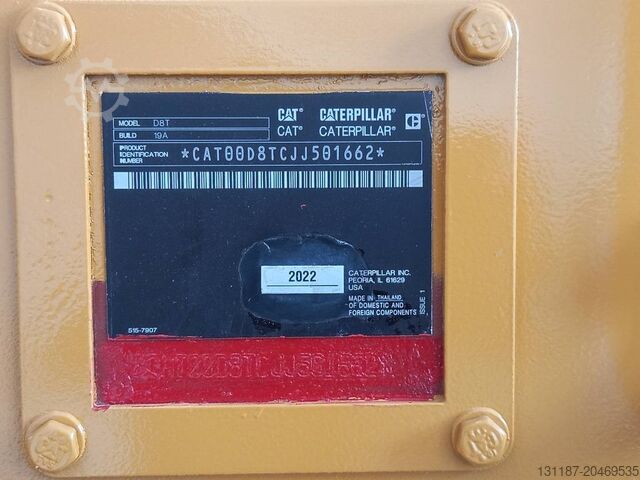 MODEL D8T
BUILD 19A
CAT® CATERPILLAR®
CAT® CATERPILLAR® C
PRODUCT
IDENTIFICATION
NUMBER
*CAT00D8TCJJ501662*
2022
CATERPILLAR INC.
PEORIA, IL 61629
USA
MADE IN THAILAND
OF DOMESTIC AND
FOREIGN COMPONENTS
ISSUE 1
515-7907
131187-20469535